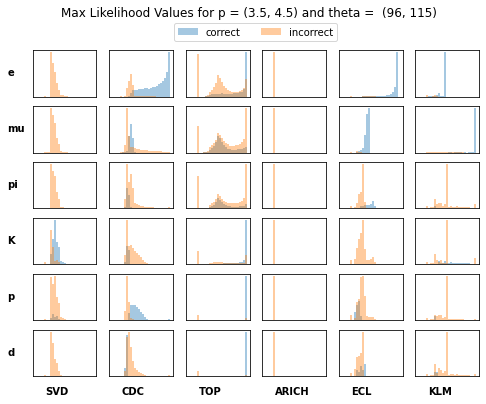 Max Likelihood Values for p = (3.5, 4.5) and theta =  (96, 115)
correct incorrect
e
mu
pi
K
p
d
SVD CDC TOP ARICH ECL KLM